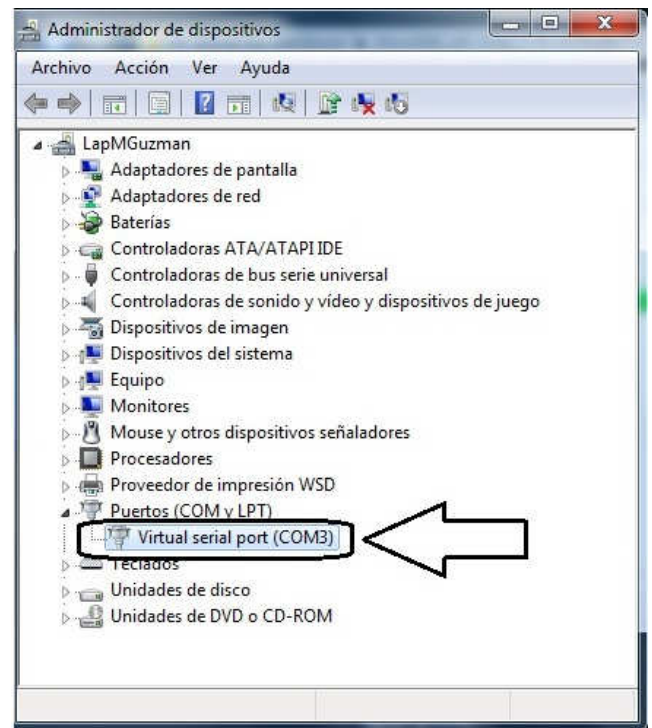 Administrador de dispositivos
Archivo Acción Ver Ayuda
LapMGuzman
Adaptadores de pantalla
Adaptadores de red
Baterías
Controladoras ATA/ATAPI IDE
Controladoras de bus serie universal
Controladoras de sonido y vídeo y dispositivos de juego
Dispositivos de imagen
Dispositivos del sistema
Equipo
Monitores
Mouse y otros dispositivos señaladores
Procesadores
Proveedor de impresión WSD
Puertos (COM y LPT)
Virtual serial port (COM3)
Teclados
Unidades de disco
Unidades de DVD o CD-ROM